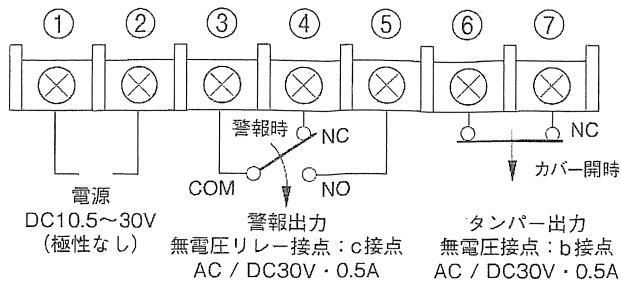 ① ② ③ ④ ⑤ ⑥ ⑦
警報時
NC
NC
COM
NO
カバー開時
電源
DC10.5～30V
(極性なし)
警報出力
無電圧リレー接点：c接点
AC / DC30V・0.5A
タンパー出力
無電圧接点：b接点
AC / DC30V・0.5A